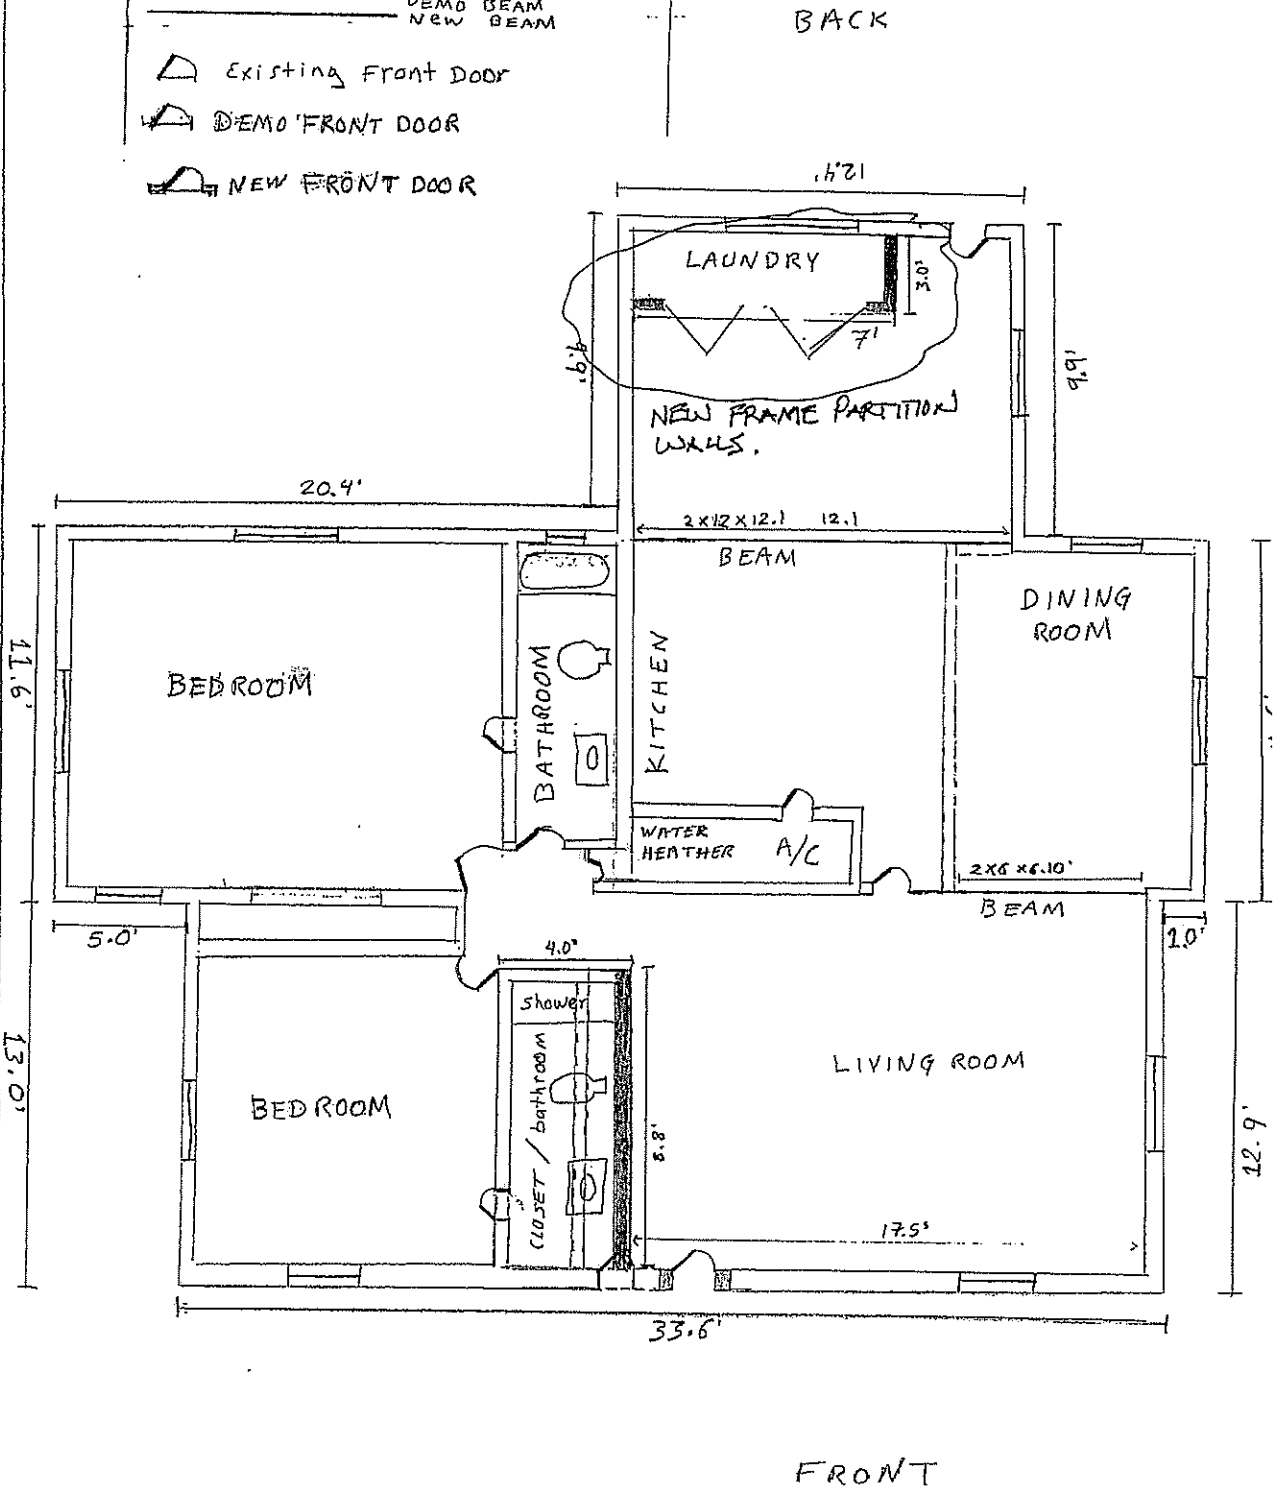 DEMO BEAM
NEW BEAM
BACK
Existing Front Door
DEMO FRONT DOOR
NEW FRONT DOOR
12.4'
LAUNDRY
3.0'
7'
9.9'
9.9'
NEW FRAME PARTITION
WALLS.
20.4'
2x12x12.1 12.1
BEAM
DINING
ROOM
11.6'
BEDROOM
BATHROOM
KITCHEN
WATER
HEATHER
A/C
2x6x6.10'
BEAM
5.0'
1.0'
4.0'
shower
13.0'
BEDROOM
CLOSET / bathroom
LIVING ROOM
8.8'
12.9'
17.5'
33.6'
FRONT